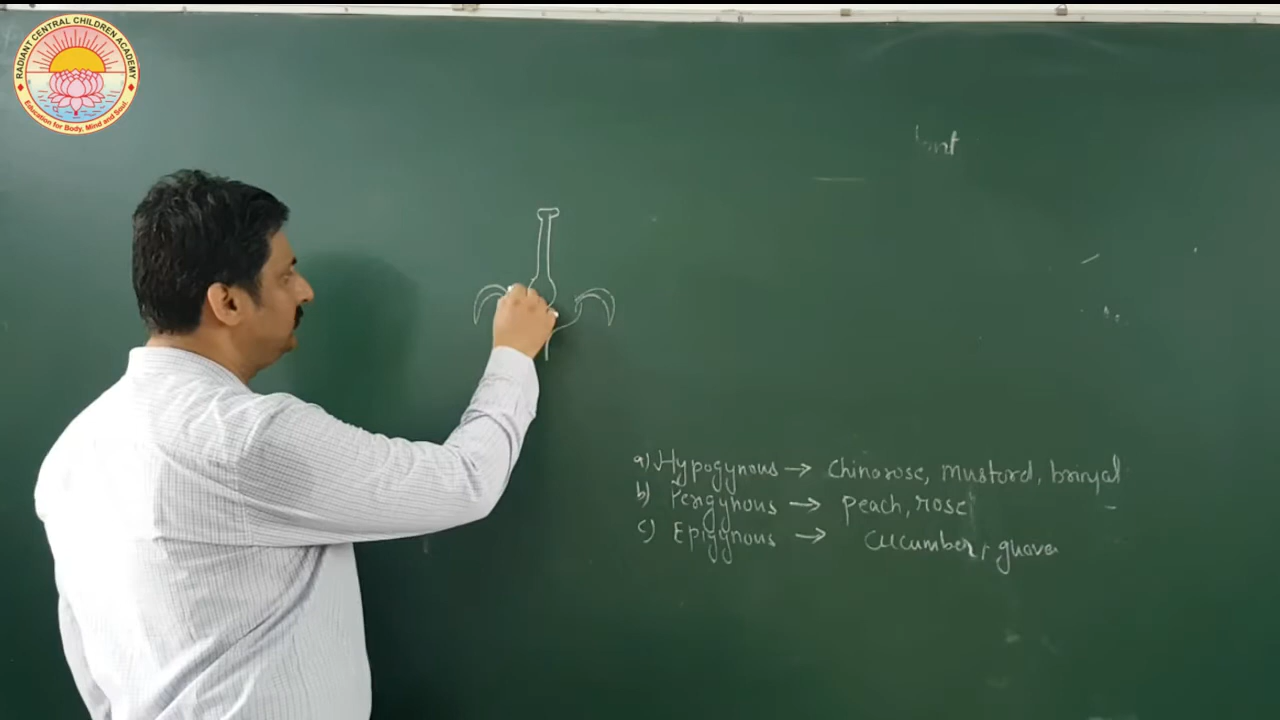 RADIANT CENTRAL CHILDREN ACADEMY
Education for Body, Mind and Soul.
a) Hypogynous → chinarose, mustard, brinjal
b) Perigynous → peach, rose
c) Epigynous → cucumber, guava